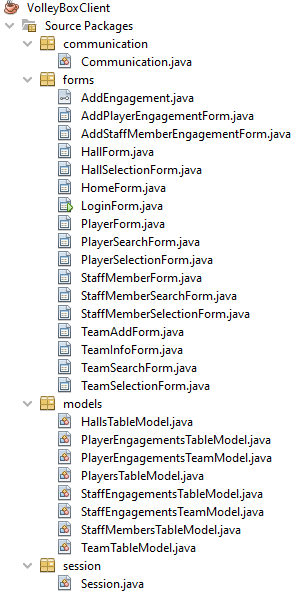 VolleyBoxClient
Source Packages
communication
Communication.java
forms
AddEngagement.java
AddPlayerEngagementForm.java
AddStaffMemberEngagementForm.java
HallForm.java
HallSelectionForm.java
HomeForm.java
LoginForm.java
PlayerForm.java
PlayerSearchForm.java
PlayerSelectionForm.java
StaffMemberForm.java
StaffMemberSearchForm.java
StaffMemberSelectionForm.java
TeamAddForm.java
TeamInfoForm.java
TeamSearchForm.java
TeamSelectionForm.java
models
HallsTableModel.java
PlayerEngagementsTableModel.java
PlayerEngagementsTeamModel.java
PlayersTableModel.java
StaffEngagementsTableModel.java
StaffEngagementsTeamModel.java
StaffMembersTableModel.java
TeamTableModel.java
session
Session.java